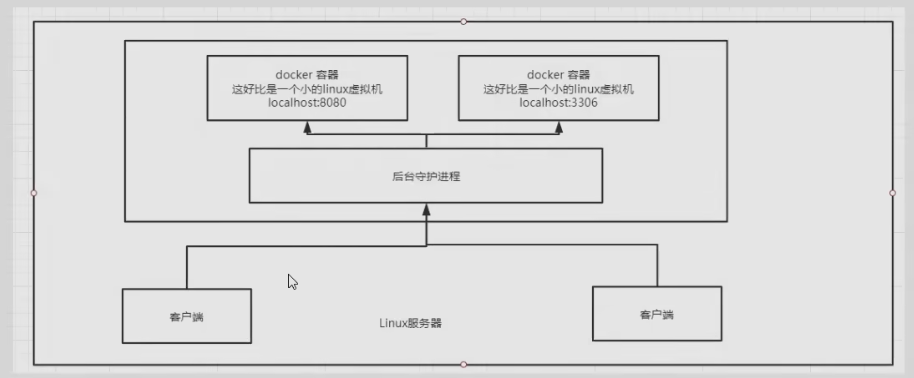 docker 容器
这好比是一个小的linux虚拟机
localhost:8080
docker 容器
这好比是一个小的linux虚拟机
localhost:3306
后台守护进程
客户端
客户端
Linux服务器